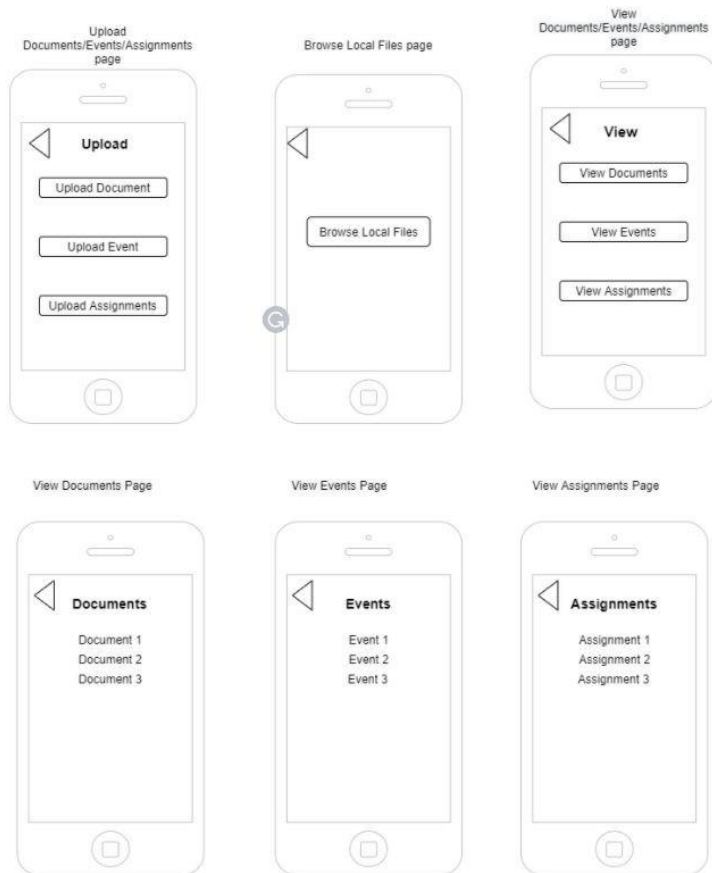 Upload
Documents/Events/Assignments
page
Upload
Upload Document
Upload Event
Upload Assignments
Browse Local Files page
Browse Local Files
View
Documents/Events/Assignments
page
View
View Documents
View Events
View Assignments
View Documents Page
Documents
Document 1
Document 2
Document 3
View Events Page
Events
Event 1
Event 2
Event 3
View Assignments Page
Assignments
Assignment 1
Assignment 2
Assignment 3